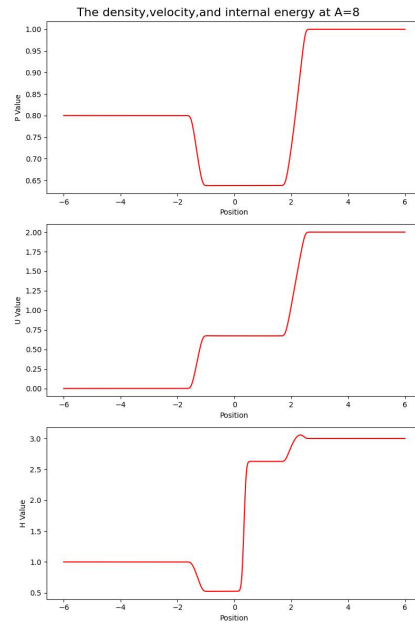 The density,velocity,and internal energy at A=8
P Value
1.00
0.95
0.90
0.85
0.80
0.75
0.70
0.65
−6 −4 −2 0 2 4 6
Position
U Value
2.00
1.75
1.50
1.25
1.00
0.75
0.50
0.25
0.00
−6 −4 −2 0 2 4 6
Position
H Value
3.0
2.5
2.0
1.5
1.0
0.5
−6 −4 −2 0 2 4 6
Position